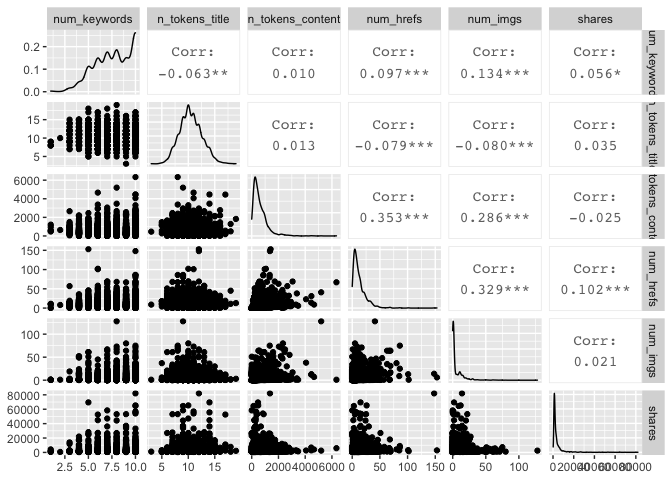 num_keywords n_tokens_title n_tokens_content num_hrefs num_imgs shares
0.2 Corr: Corr: Corr: Corr: Corr:
0.1 -0.063** 0.010 0.097*** 0.134*** 0.056*
0.0
15 Corr: Corr: Corr: Corr:
10 0.013 -0.079*** -0.080*** 0.035
5
6000 Corr: Corr: Corr:
4000 0.353*** 0.286*** -0.025
2000
0
150 Corr: Corr:
100 0.329*** 0.102*** num_hrefs
50
0
100 Corr:
50 0.021 num_imgs
0
80000
60000
40000 shares
20000
0
2.5 5.0 7.5 10.0 5 10 15 0 2000 4000 6000 0 50 100 150 0 50 100 0 20000 40000 60000 80000